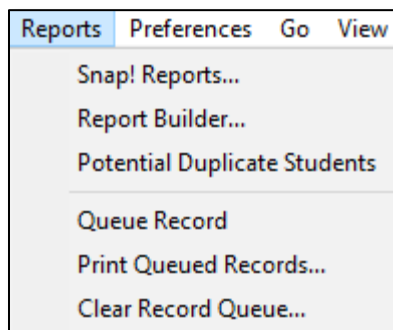 Reports Preferences Go View
Snap! Reports...
Report Builder...
Potential Duplicate Students
Queue Record
Print Queued Records...
Clear Record Queue...